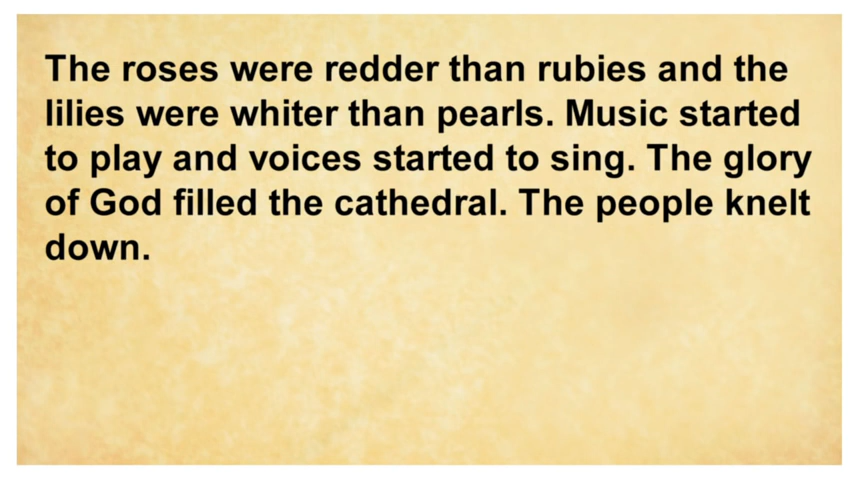 The roses were redder than rubies and the
lilies were whiter than pearls. Music started
to play and voices started to sing. The glory
of God filled the cathedral. The people knelt
down.